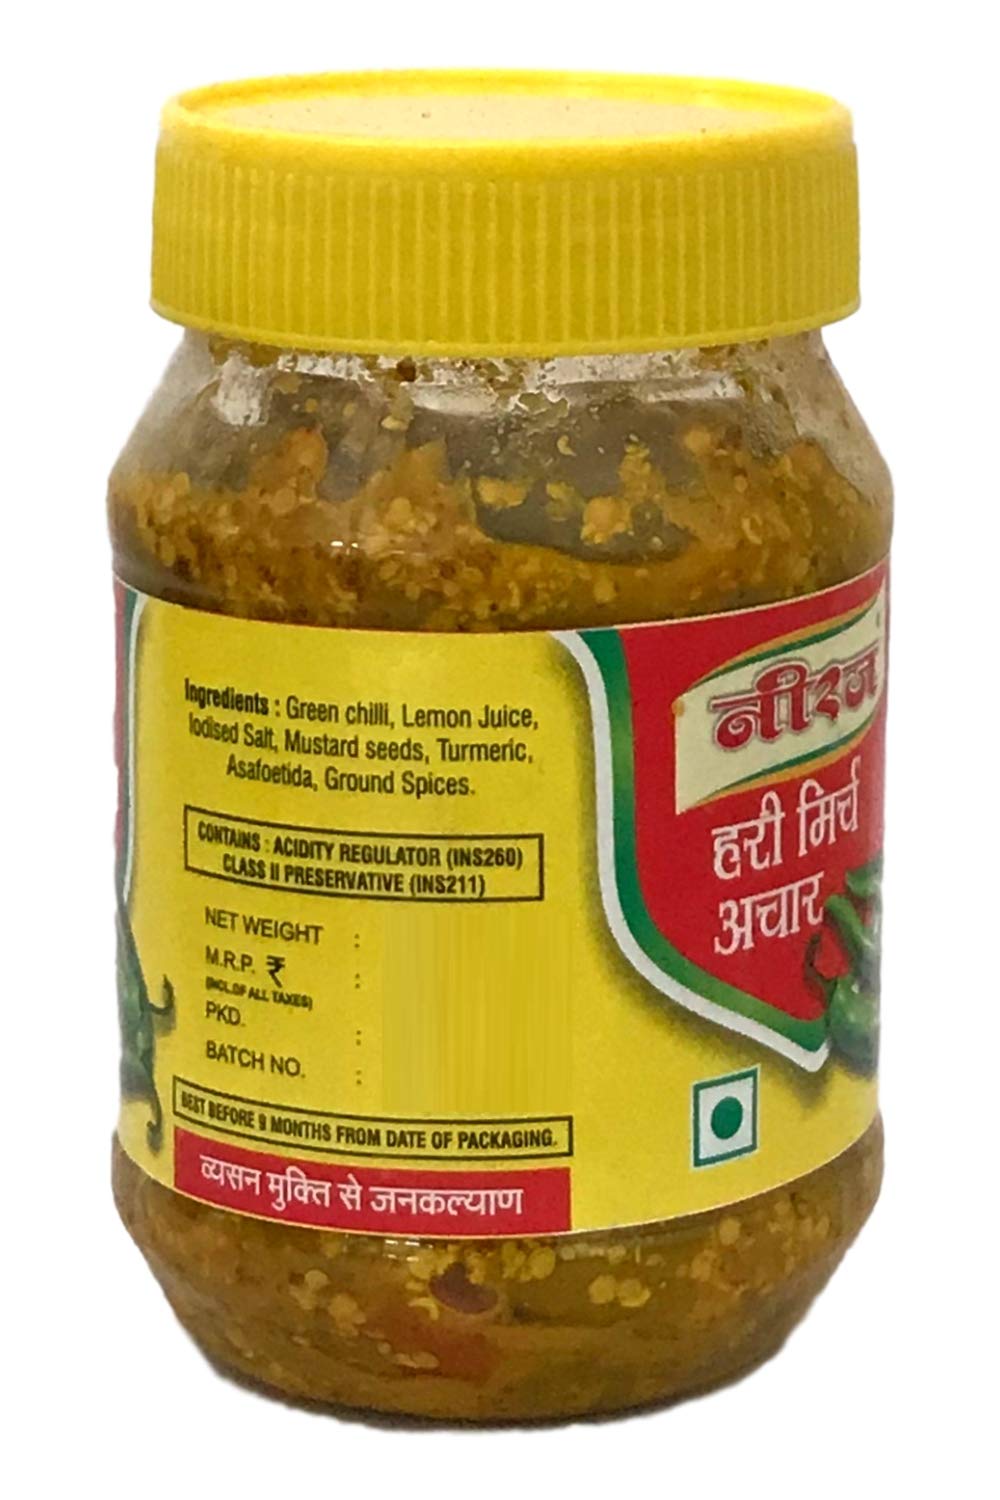 Ingredients : Green chilli, Lemon Juice,
Iodised Salt, Mustard seeds, Turmeric,
Asafoetida, Ground Spices.
CONTAINS : ACIDITY REGULATOR (INS260)
CLASS II PRESERVATIVE (INS211)
NET WEIGHT :
M.R.P. ₹ :
(INCL.OF ALL TAXES)
PKD. :
BATCH NO. :
BEST BEFORE 9 MONTHS FROM DATE OF PACKAGING.
व्यसन मुक्ति से जनकल्याण
नीरज
हरी मिर्च
अचार